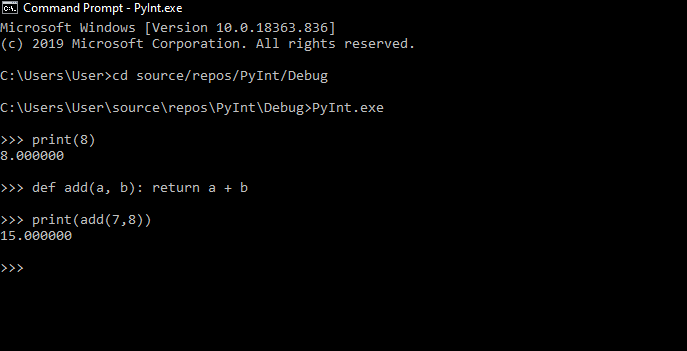 Command Prompt - PyInt.exe
Microsoft Windows [Version 10.0.18363.836]
(c) 2019 Microsoft Corporation. All rights reserved.
C:\Users\User>cd source/repos/PyInt/Debug
C:\Users\User\source\repos\PyInt\Debug>PyInt.exe
>>> print(8)
8.000000
>>> def add(a, b): return a + b
>>> print(add(7,8))
15.000000
>>>